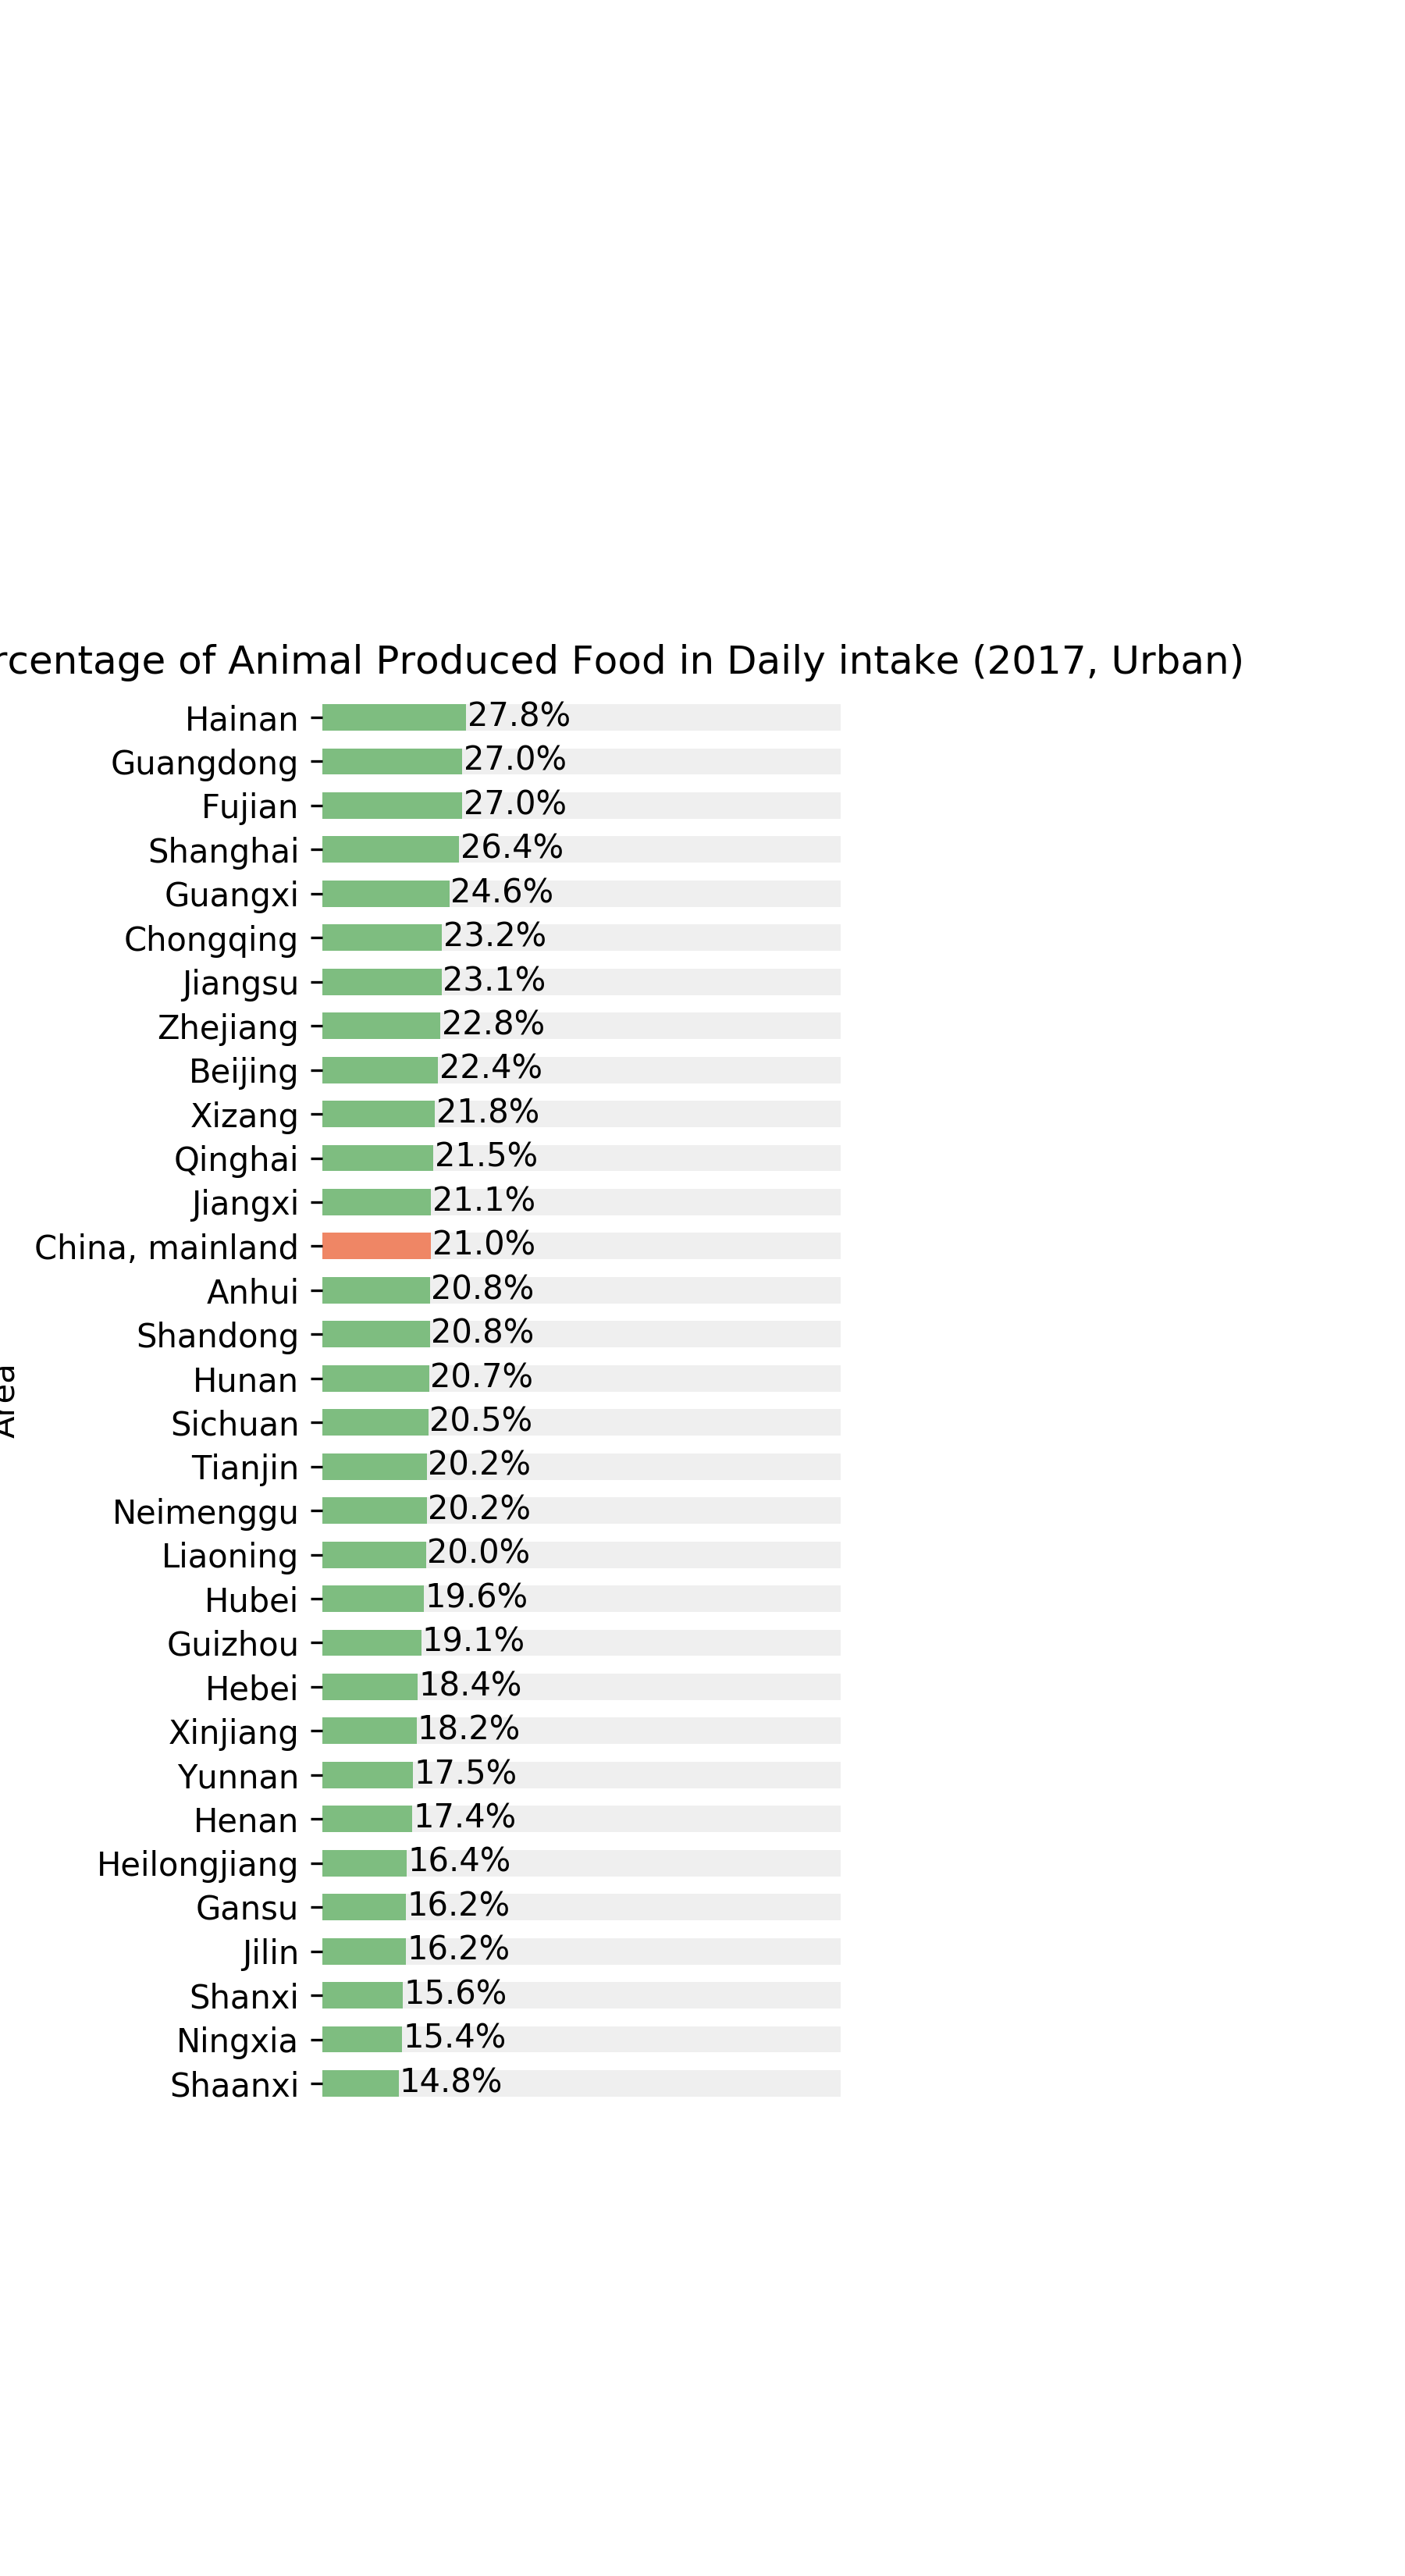 rcentage of Animal Produced Food in Daily intake (2017, Urban)
Hainan 27.8%
Guangdong 27.0%
Fujian 27.0%
Shanghai 26.4%
Guangxi 24.6%
Chongqing 23.2%
Jiangsu 23.1%
Zhejiang 22.8%
Beijing 22.4%
Xizang 21.8%
Qinghai 21.5%
Jiangxi 21.1%
China, mainland 21.0%
Anhui 20.8%
Shandong 20.8%
Hunan 20.7%
Area
Sichuan 20.5%
Tianjin 20.2%
Neimenggu 20.2%
Liaoning 20.0%
Hubei 19.6%
Guizhou 19.1%
Hebei 18.4%
Xinjiang 18.2%
Yunnan 17.5%
Henan 17.4%
Heilongjiang 16.4%
Gansu 16.2%
Jilin 16.2%
Shanxi 15.6%
Ningxia 15.4%
Shaanxi 14.8%